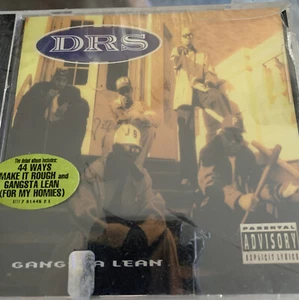 DRS
The debut album includes:
44 WAYS
MAKE IT ROUGH and
GANGSTA LEAN
(FOR MY HOMIES)
GANGSTA LEAN
PARENTAL
ADVISORY
EXPLICIT LYRICS